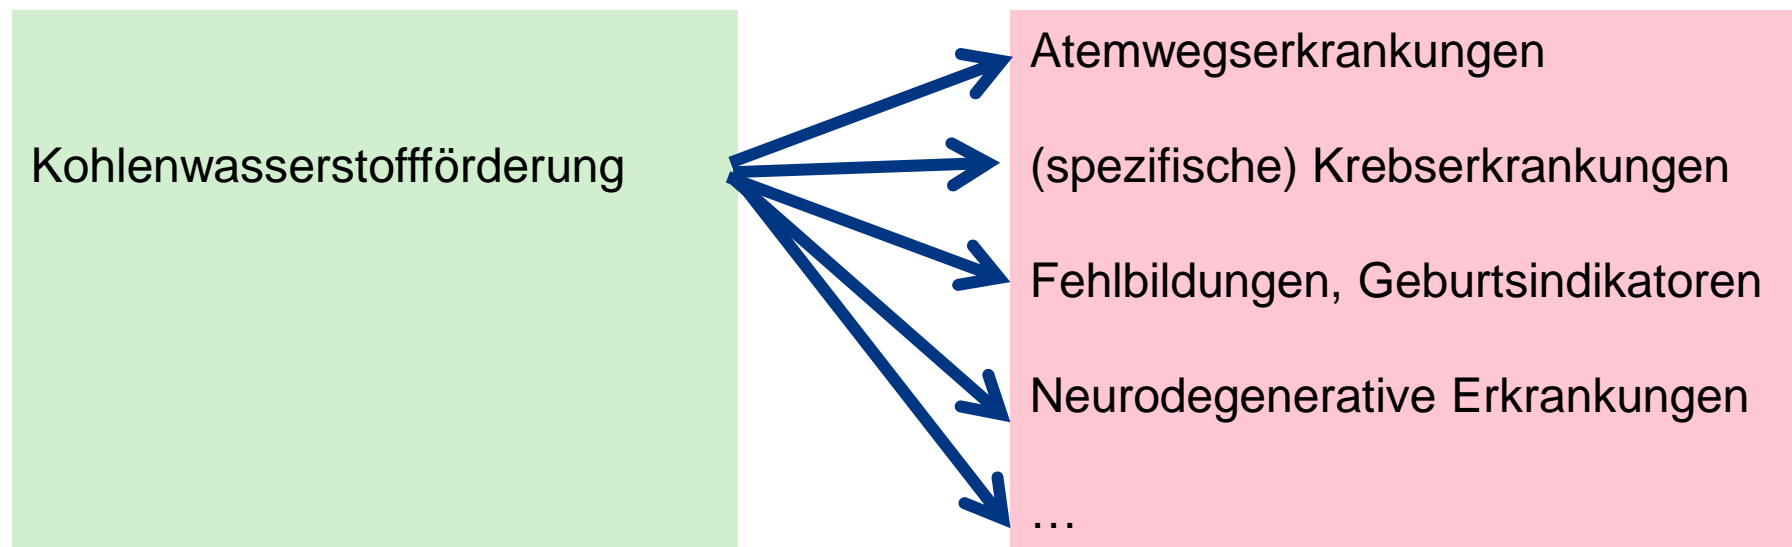 Kohlenwasserstoffförderung
Atemwegserkrankungen
(spezifische) Krebserkrankungen
Fehlbildungen, Geburtsindikatoren
Neurodegenerative Erkrankungen
…